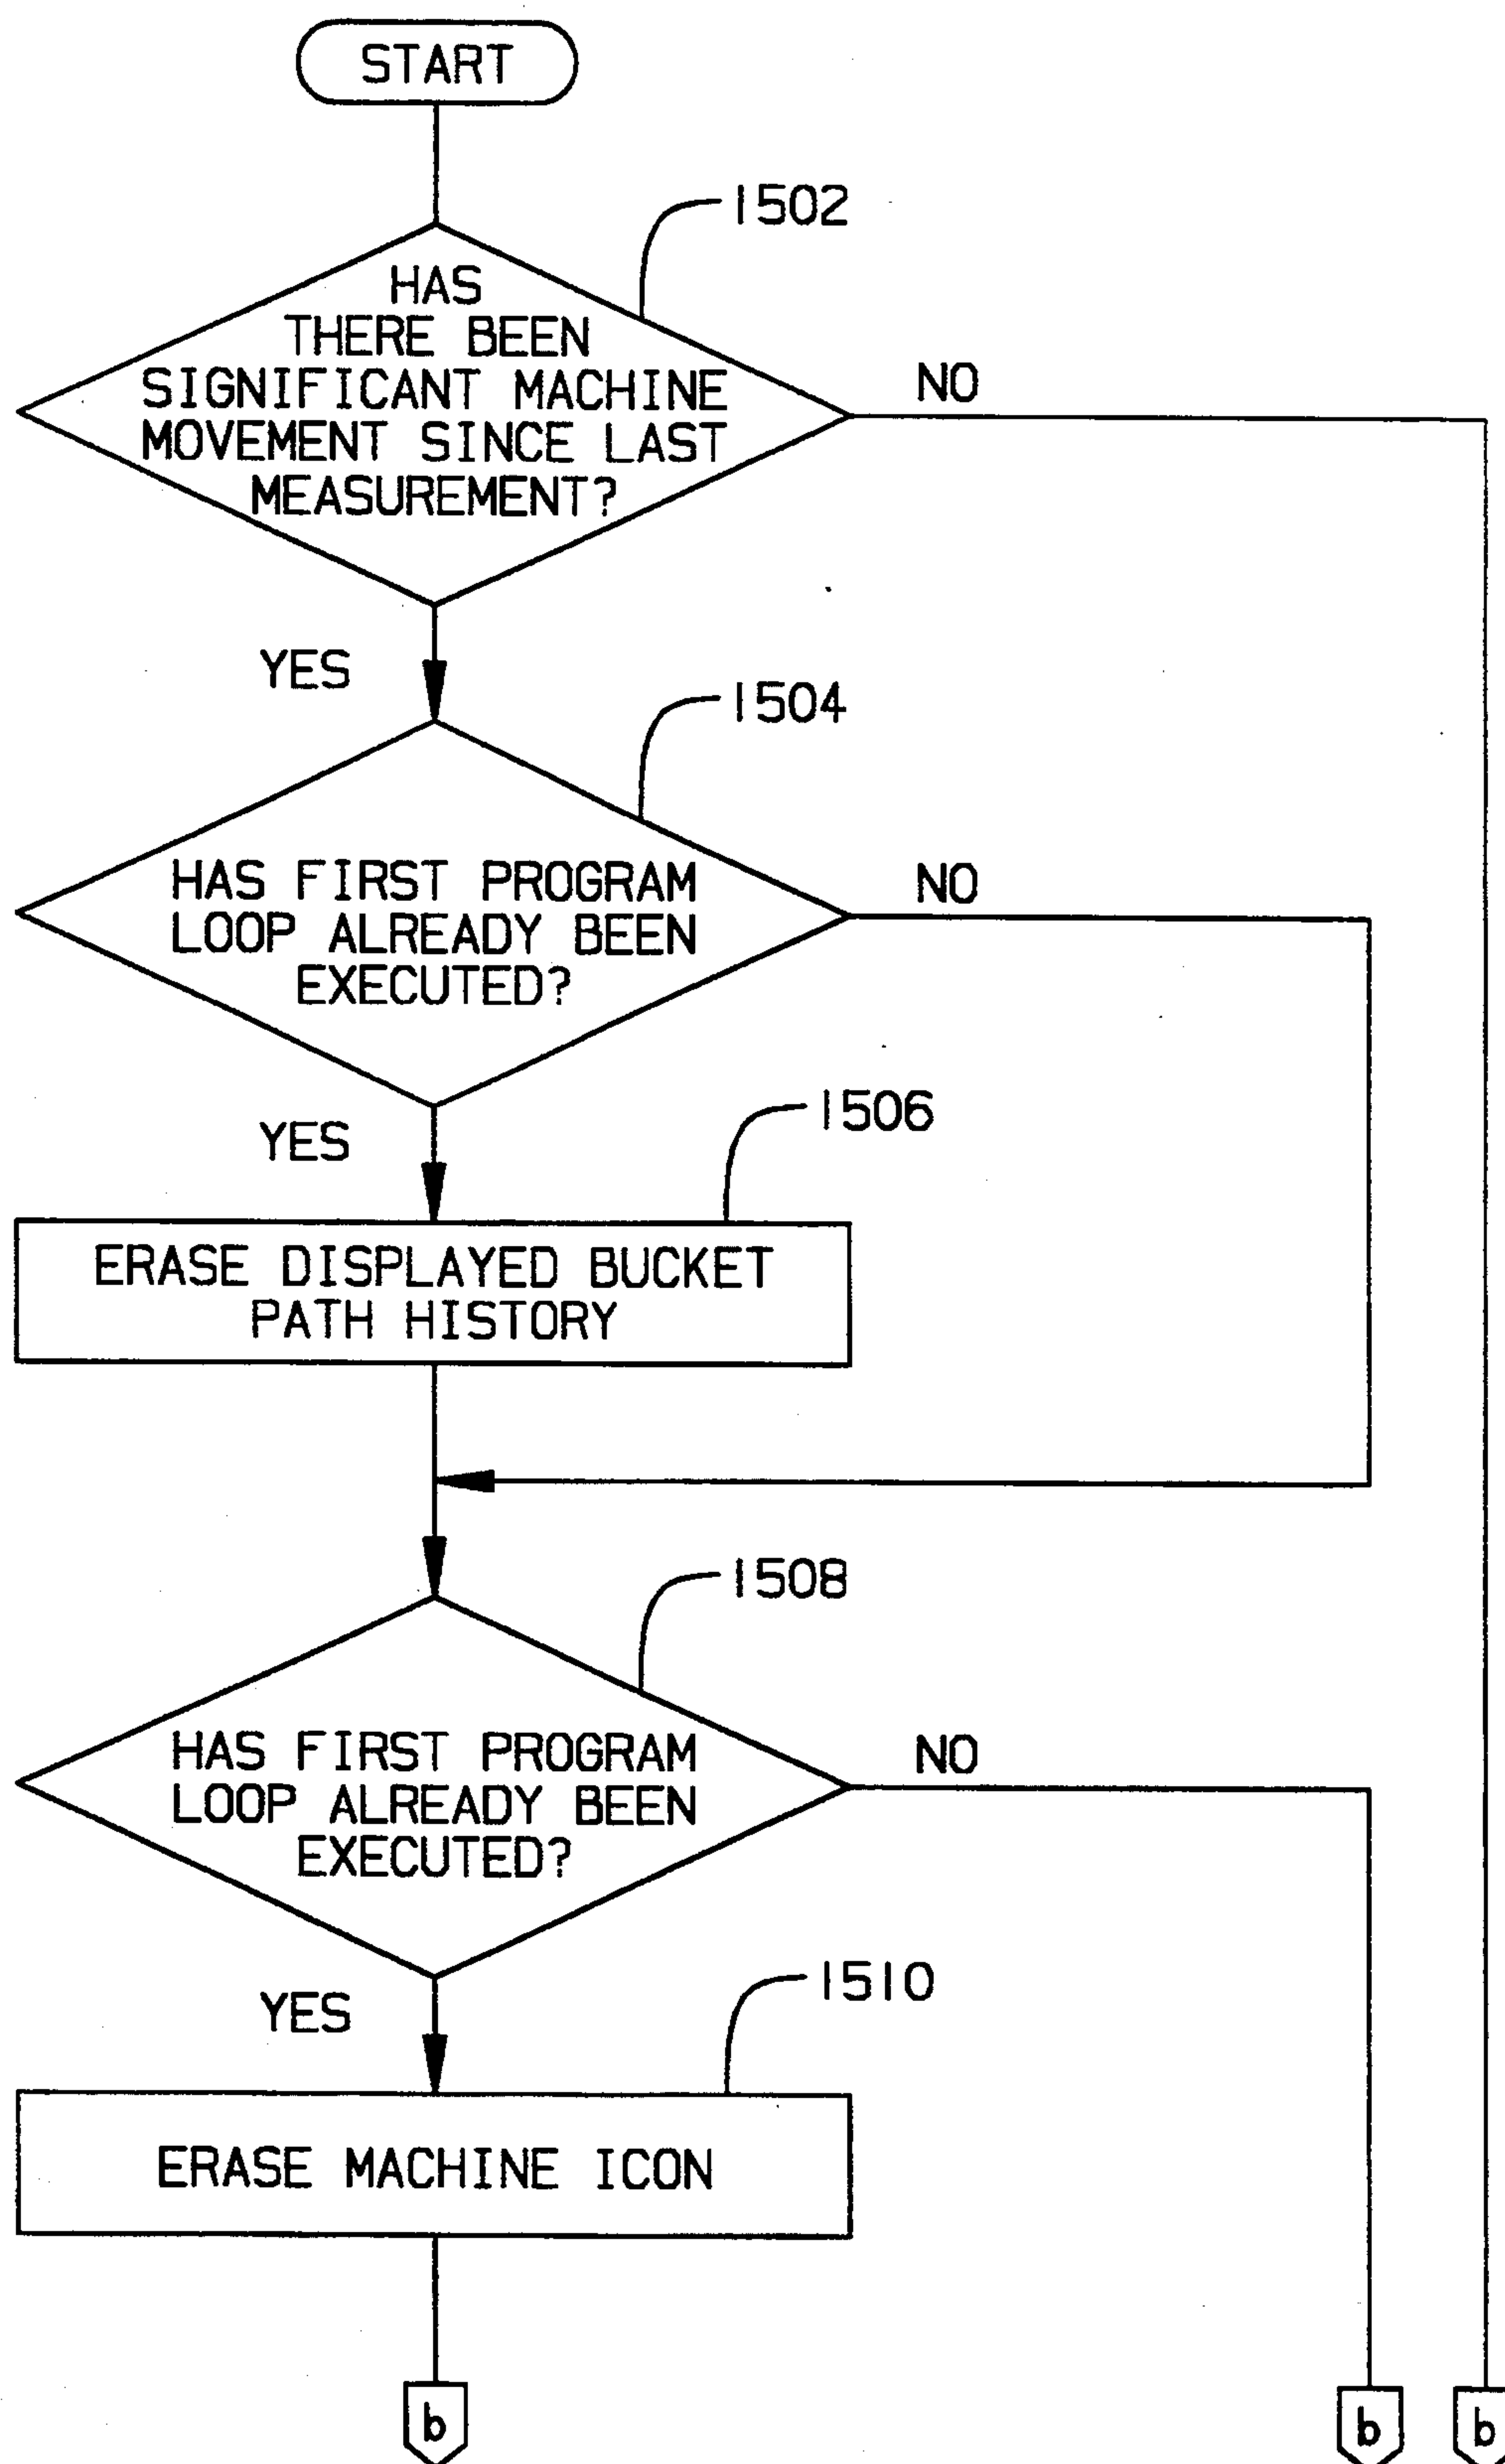 START
1502
HAS
THERE BEEN
SIGNIFICANT MACHINE
MOVEMENT SINCE LAST
MEASUREMENT?
NO
YES
1504
HAS FIRST PROGRAM
LOOP ALREADY BEEN
EXECUTED?
NO
YES
1506
ERASE DISPLAYED BUCKET
PATH HISTORY
1508
HAS FIRST PROGRAM
LOOP ALREADY BEEN
EXECUTED?
NO
YES
1510
ERASE MACHINE ICON
b
b
b